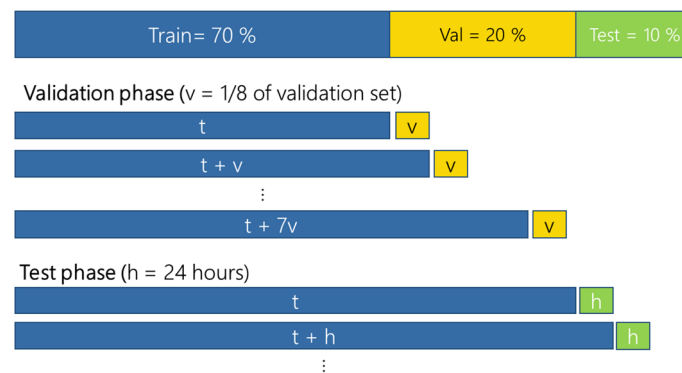 Train= 70 %
Val = 20 %
Test = 10 %
Validation phase (v = 1/8 of validation set)
t
v
t + v
v
⋮
t + 7v
v
Test phase (h = 24 hours)
t
h
t + h
h
⋮